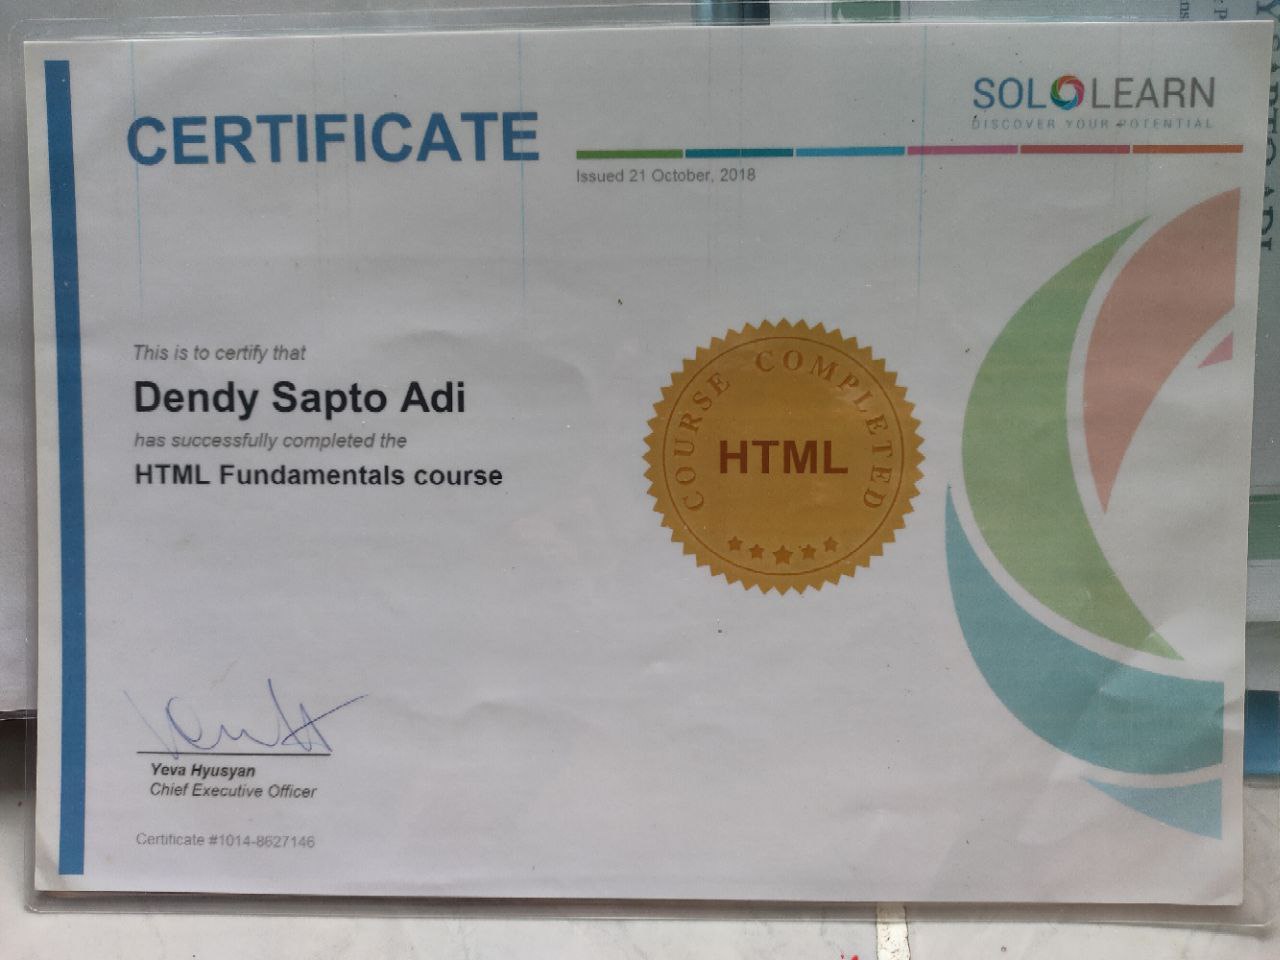 CERTIFICATE
SOLOLEARN
DISCOVER YOUR POTENTIAL
Issued 21 October, 2018
This is to certify that
Dendy Sapto Adi
has successfully completed the
HTML Fundamentals course
COURSE COMPLETED
HTML
Yeva Hyusyan
Chief Executive Officer
Certificate #1014-8627146